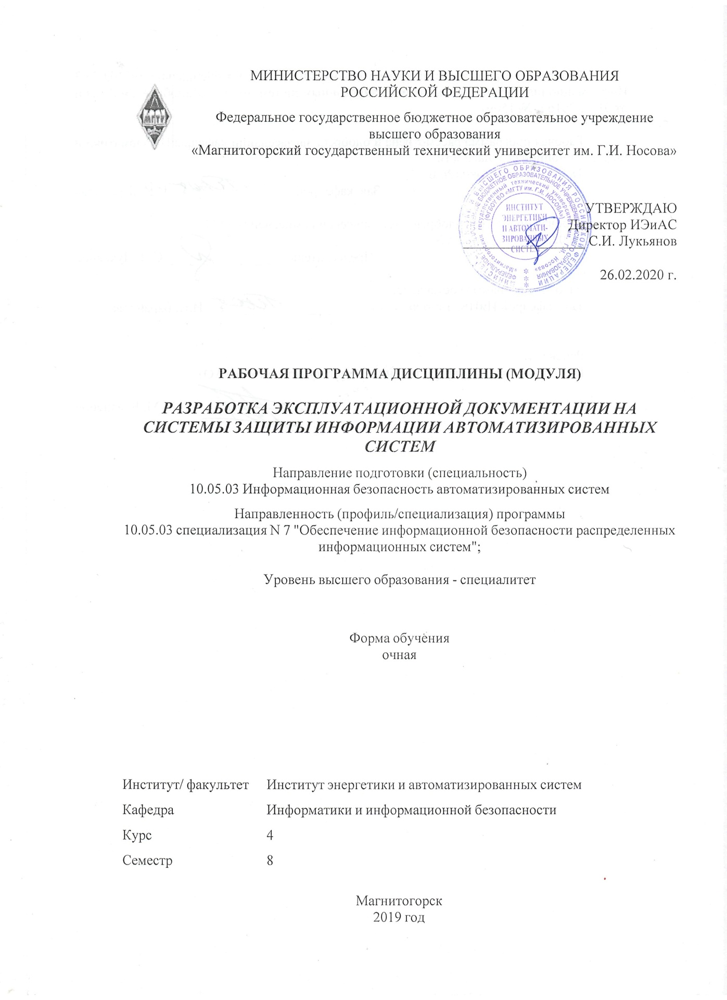 МИНИСТЕРСТВО НАУКИ И ВЫСШЕГО ОБРАЗОВАНИЯ
РОССИЙСКОЙ ФЕДЕРАЦИИ
МГТУ
Федеральное государственное бюджетное образовательное учреждение
высшего образования
«Магнитогорский государственный технический университет им. Г.И. Носова»
ИНСТИТУТ
ЭНЕРГЕТИКИ
И АВТОМАТИ-
ЗИРОВАННЫХ
СИСТЕМ
УТВЕРЖДАЮ
Директор ИЭиАС
С.И. Лукьянов
26.02.2020 г.
РАБОЧАЯ ПРОГРАММА ДИСЦИПЛИНЫ (МОДУЛЯ)
РАЗРАБОТКА ЭКСПЛУАТАЦИОННОЙ ДОКУМЕНТАЦИИ НА
СИСТЕМЫ ЗАЩИТЫ ИНФОРМАЦИИ АВТОМАТИЗИРОВАННЫХ
СИСТЕМ
Направление подготовки (специальность)
10.05.03 Информационная безопасность автоматизированных систем
Направленность (профиль/специализация) программы
10.05.03 специализация N 7 "Обеспечение информационной безопасности распределенных
информационных систем";
Уровень высшего образования - специалитет
Форма обучения
очная
Институт/ факультет Институт энергетики и автоматизированных систем
Кафедра Информатики и информационной безопасности
Курс 4
Семестр 8
Магнитогорск
2019 год